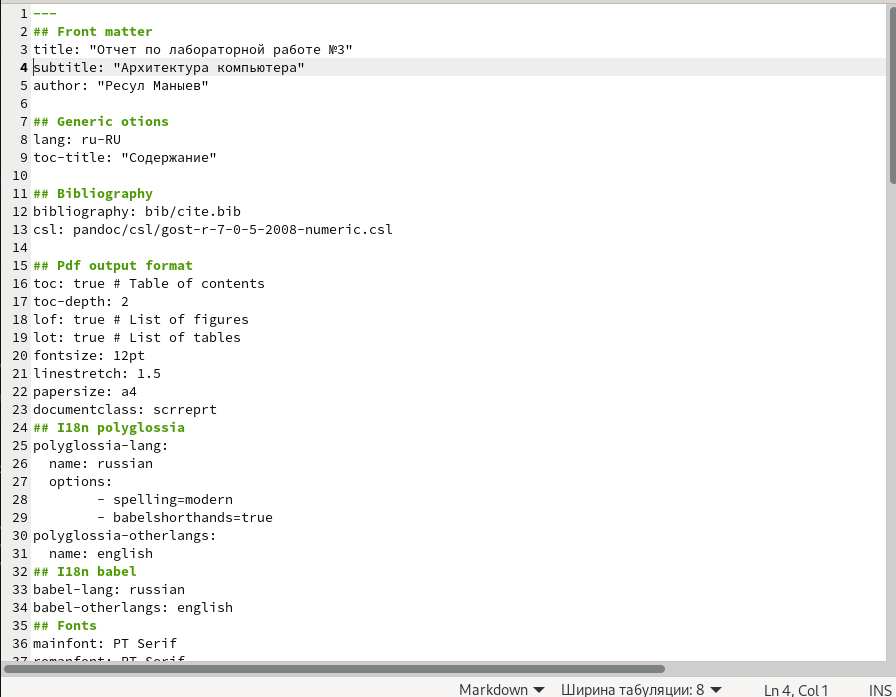 1 ---
2 ## Front matter
3 title: "Отчет по лабораторной работе №3"
4 subtitle: "Архитектура компьютера"
5 author: "Ресул Маныев"
6
7 ## Generic otions
8 lang: ru-RU
9 toc-title: "Содержание"
10
11 ## Bibliography
12 bibliography: bib/cite.bib
13 csl: pandoc/csl/gost-r-7-0-5-2008-numeric.csl
14
15 ## Pdf output format
16 toc: true # Table of contents
17 toc-depth: 2
18 lof: true # List of figures
19 lot: true # List of tables
20 fontsize: 12pt
21 linestretch: 1.5
22 papersize: a4
23 documentclass: scrreprt
24 ## I18n polyglossia
25 polyglossia-lang:
26   name: russian
27   options:
28         - spelling=modern
29         - babelshorthands=true
30 polyglossia-otherlangs:
31   name: english
32 ## I18n babel
33 babel-lang: russian
34 babel-otherlangs: english
35 ## Fonts
36 mainfont: PT Serif
37 romanfont: PT Serif
Markdown Ширина табуляции: 8 Ln 4, Col 1 INS